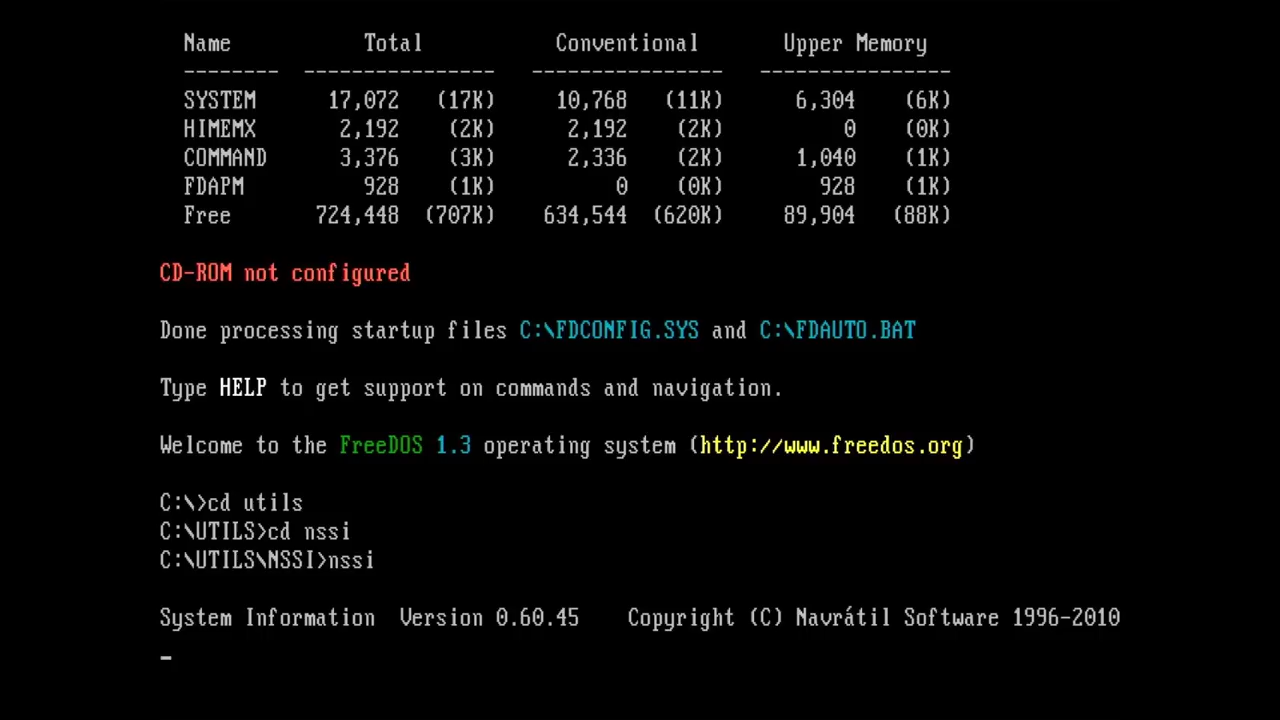 Name Total Conventional Upper Memory
-------- ---------------- ---------------- ----------------
SYSTEM 17,072 (17K) 10,768 (11K) 6,304 (6K)
HIMEMX 2,192 (2K) 2,192 (2K) 0 (0K)
COMMAND 3,376 (3K) 2,336 (2K) 1,040 (1K)
FDAPM 928 (1K) 0 (0K) 928 (1K)
Free 724,448 (707K) 634,544 (620K) 89,904 (88K)
CD-ROM not configured
Done processing startup files C:\FDCONFIG.SYS and C:\FDAUTO.BAT
Type HELP to get support on commands and navigation.
Welcome to the FreeDOS 1.3 operating system (http://www.freedos.org)
C:\>cd utils
C:\UTILS>cd nssi
C:\UTILS\NSSI>nssi
System Information Version 0.60.45 Copyright (C) Navrátil Software 1996-2010